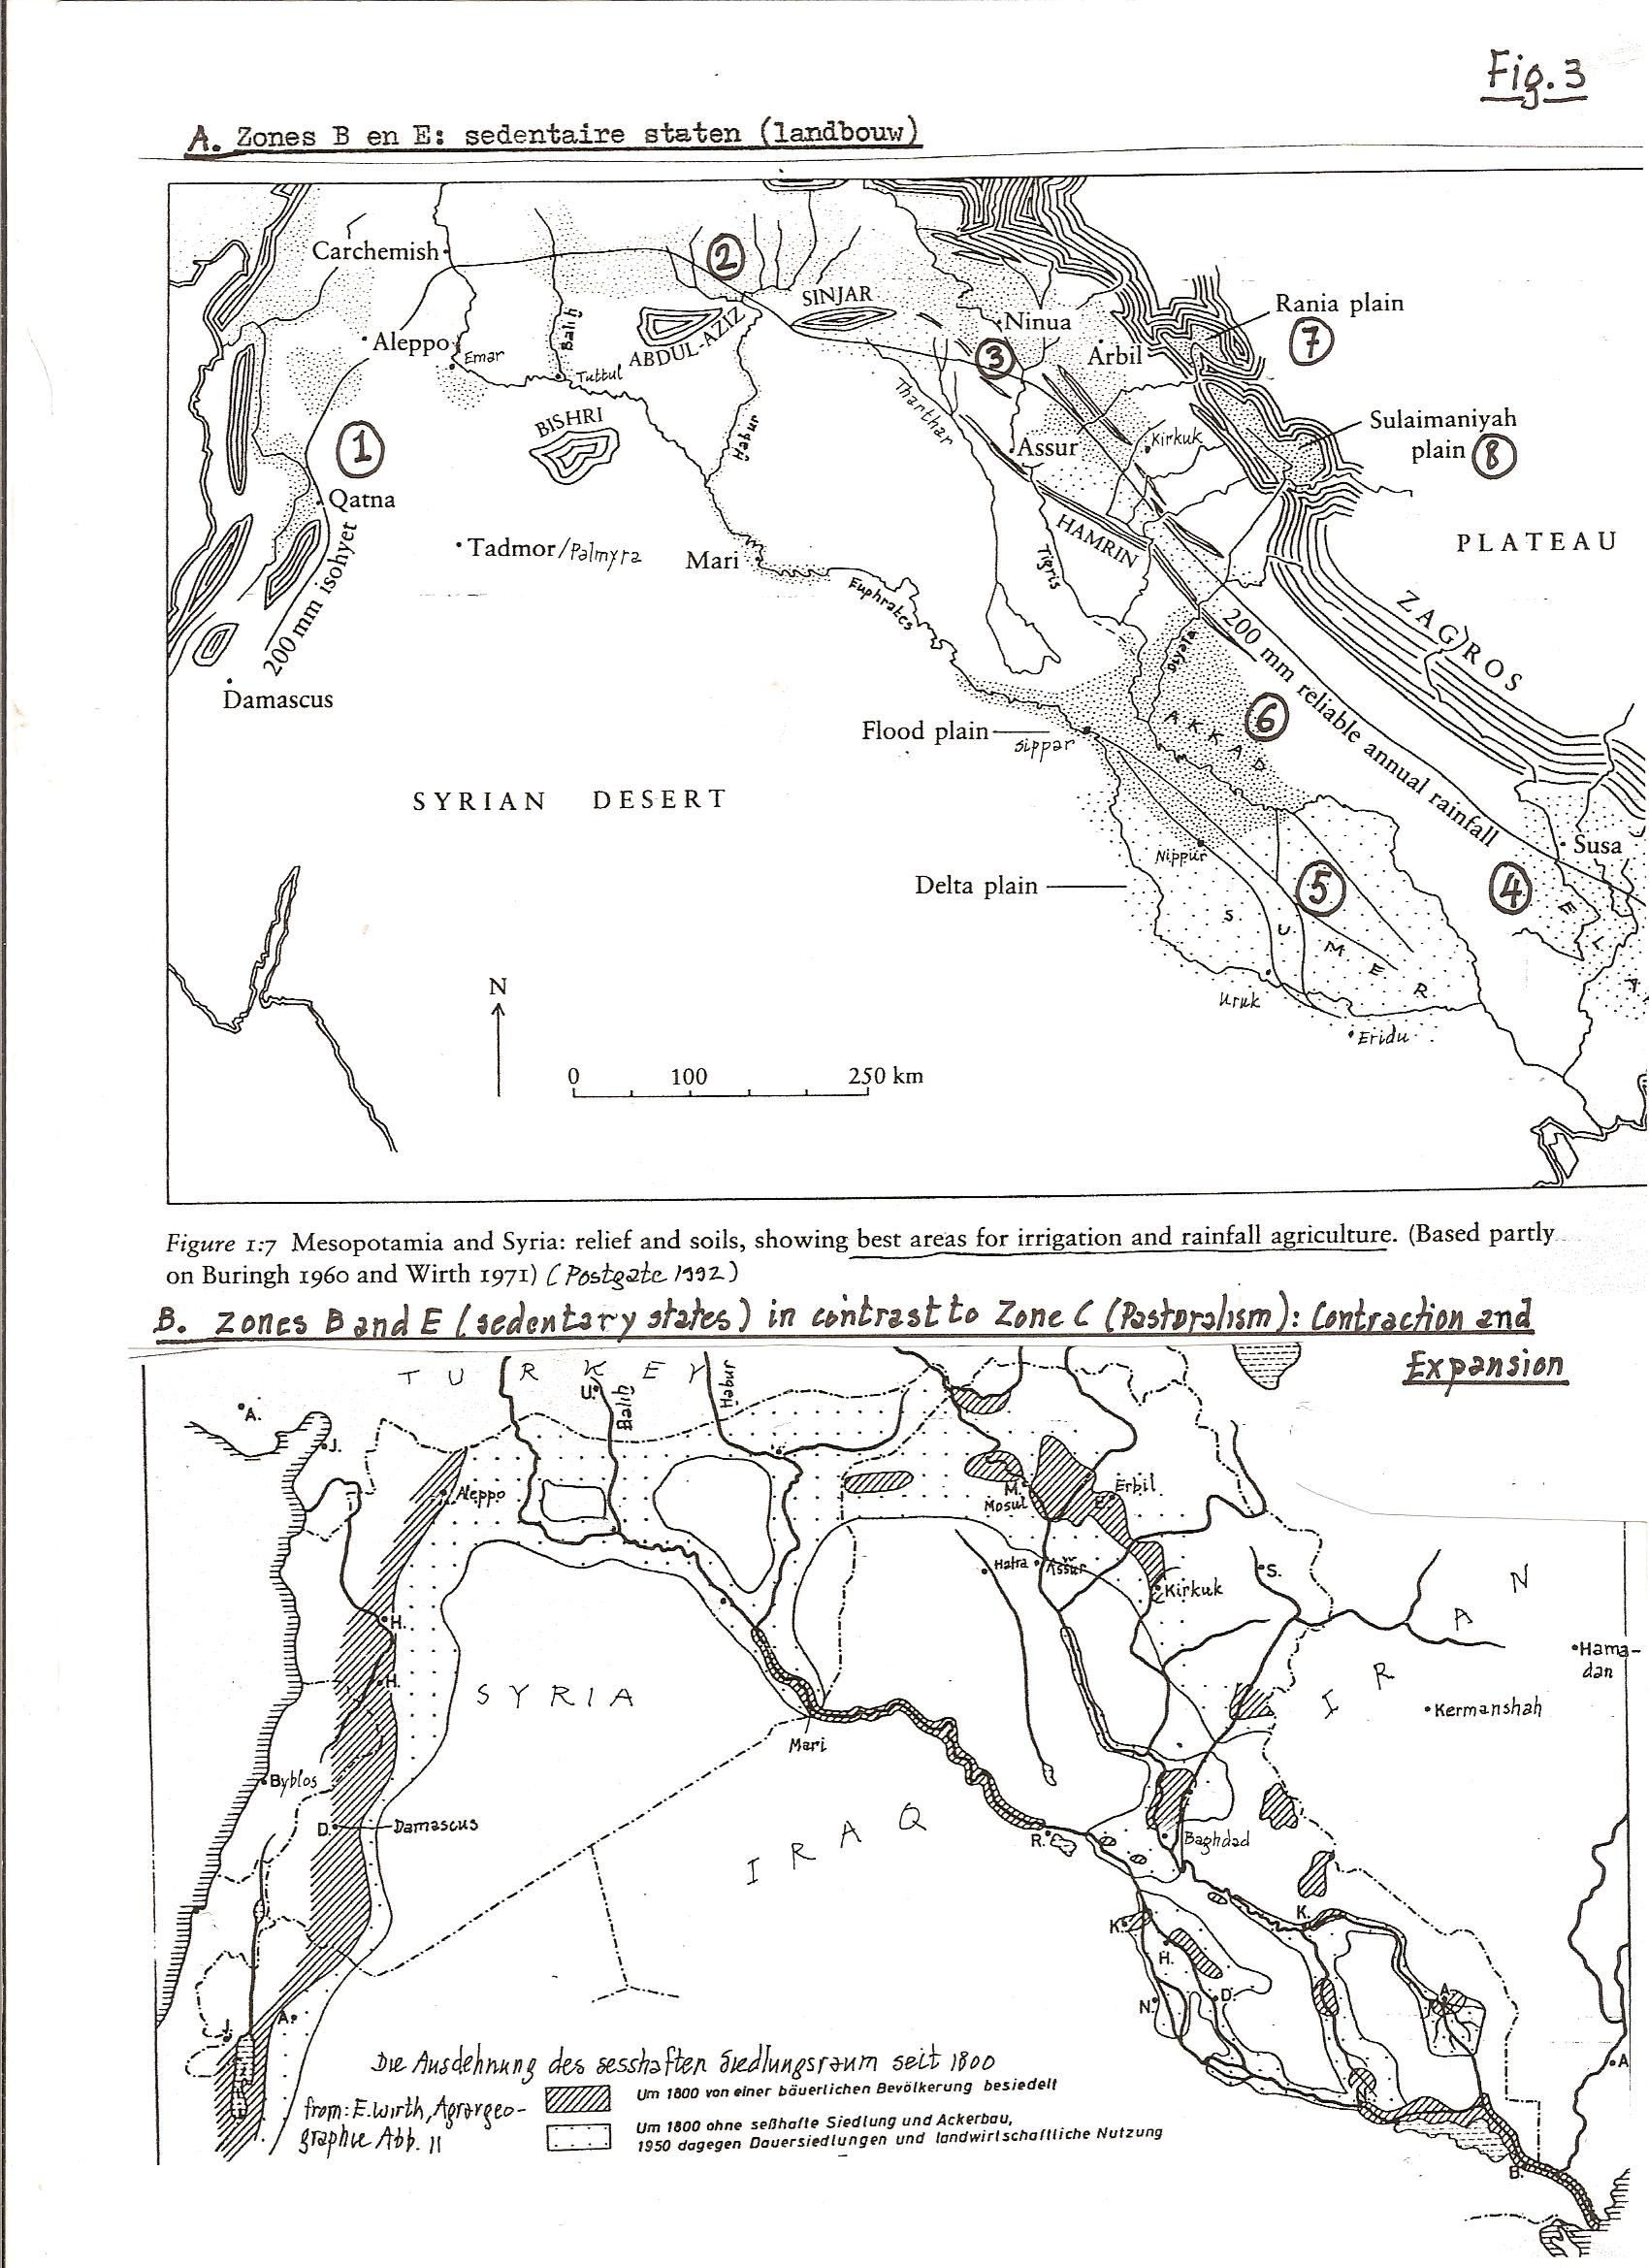 Fig. 3
A. Zones B en E: sedentaire staten (landbouw)
Carchemish
②
SINJAR
Rania plain
⑦
Ninua
Aleppo
Emar
Balih
ABDUL-AZIZ
③
Arbil
Tuttul
Tharthar
Sulaimaniyah
plain ⑧
BISHRI
Habur
①
Assur
Kirkuk
Qatna
HAMRIN
PLATEAU
Tadmor/Palmyra
Mari
Tigris
Euphrates
200 mm isohyet
ZAGROS
Diyala
200 mm reliable annual rainfall
Damascus
⑥
AKKAD
Flood plain
Sippar
SYRIAN DESERT
Susa
Nippur
Delta plain
⑤
④
SUMER
ELA
N
Uruk
Eridu
0 100 250 km
Figure 1:7 Mesopotamia and Syria: relief and soils, showing best areas for irrigation and rainfall agriculture. (Based partly
on Buringh 1960 and Wirth 1971) (Postgate 1992)
B. Zones B and E (sedentary states) in contrast to Zone C (Pastoralism): Contraction and
Expansion
TURKEY
Habur
U.
Balih
A.
J.
Aleppo
M.
Mosul
E.
Erbil
Hatra
Aššur
Kirkuk
S.
H.
IRAN
Hama-
dan
H.
SYRIA
Kermanshah
Mari
Byblos
D.
Damascus
IRAQ
R.
Baghdad
K.
K.
H.
A.
N.
D.
A.
J.
A
N.
B.
Die Ausdehnung des sesshaften Siedlungsraum seit 1800
from: E. Wirth, Agrargeo-
graphie Abb. 11
Um 1800 von einer bäuerlichen Bevölkerung besiedelt
Um 1800 ohne seßhafte Siedlung und Ackerbau,
1950 dagegen Dauersiedlungen und landwirtschaftliche Nutzung